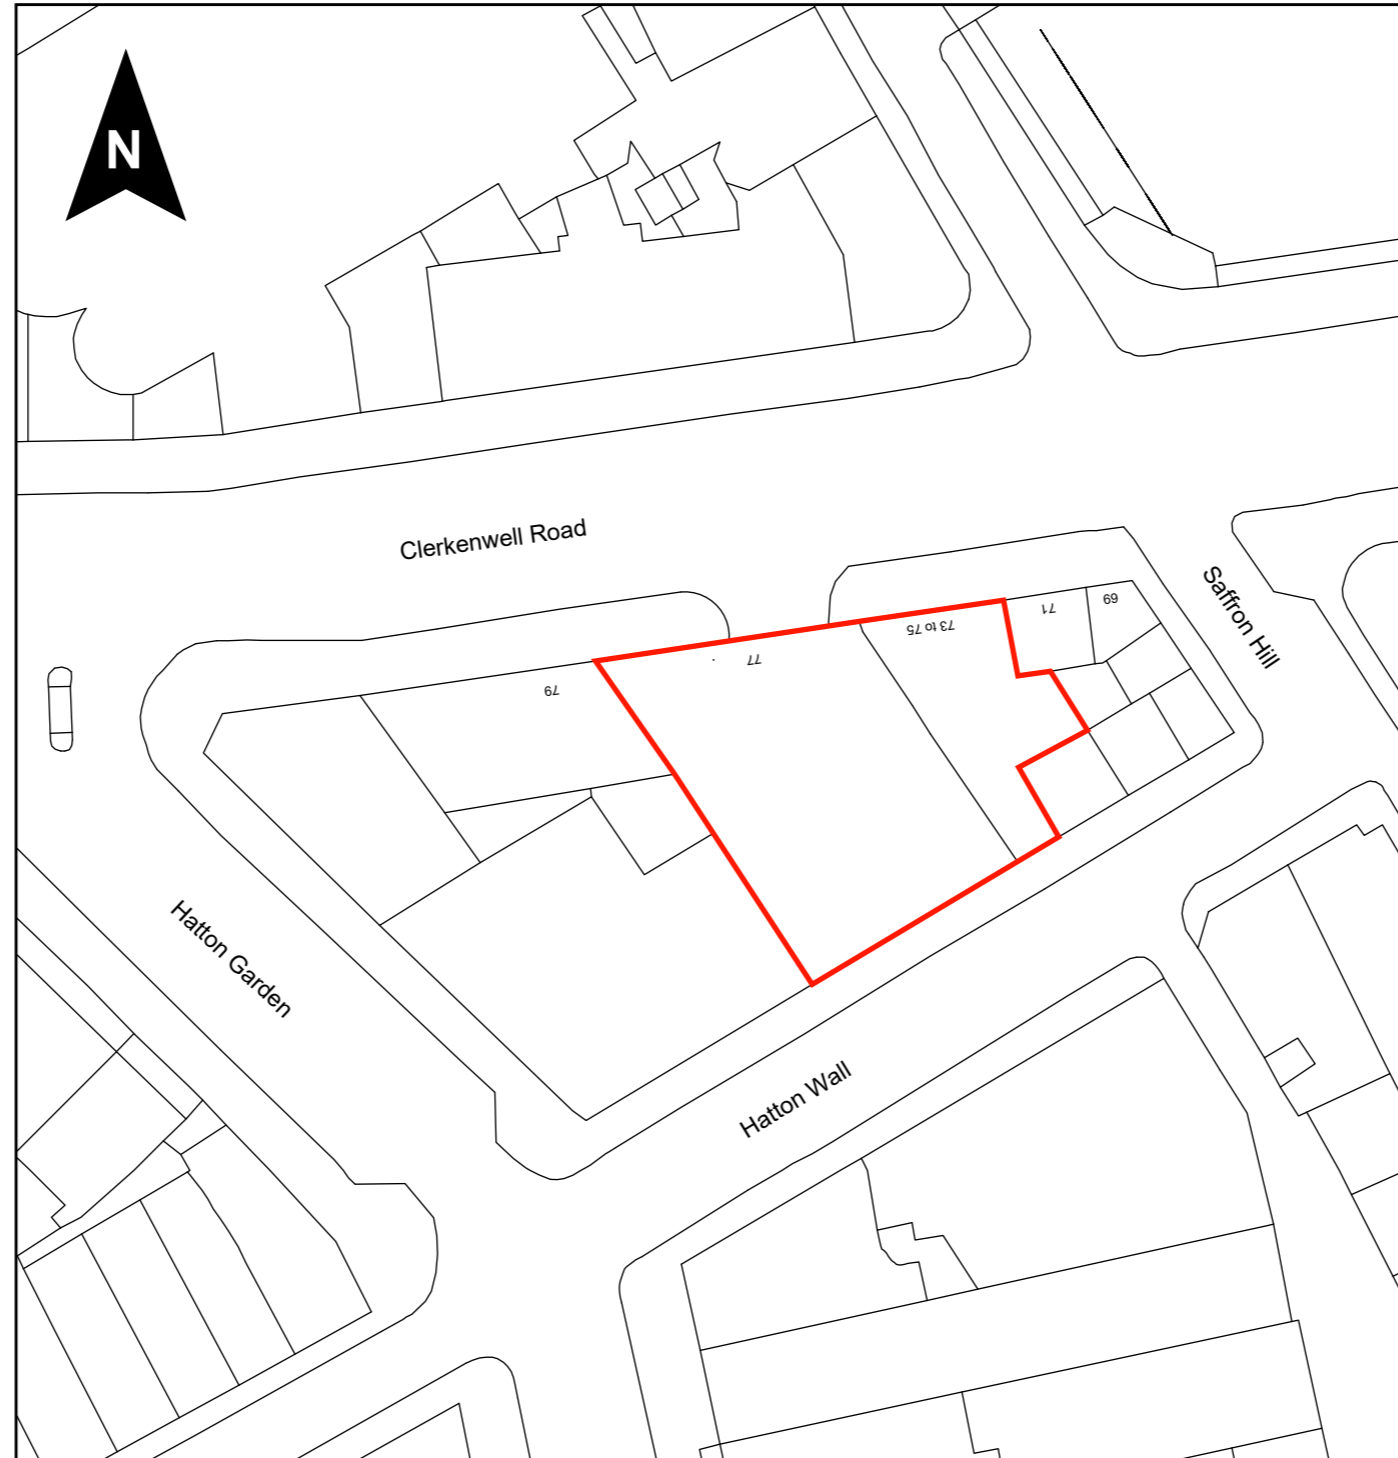 N
Clerkenwell Road
Saffron Hill
69
71
73 to 75
77
79
Hatton Garden
Hatton Wall